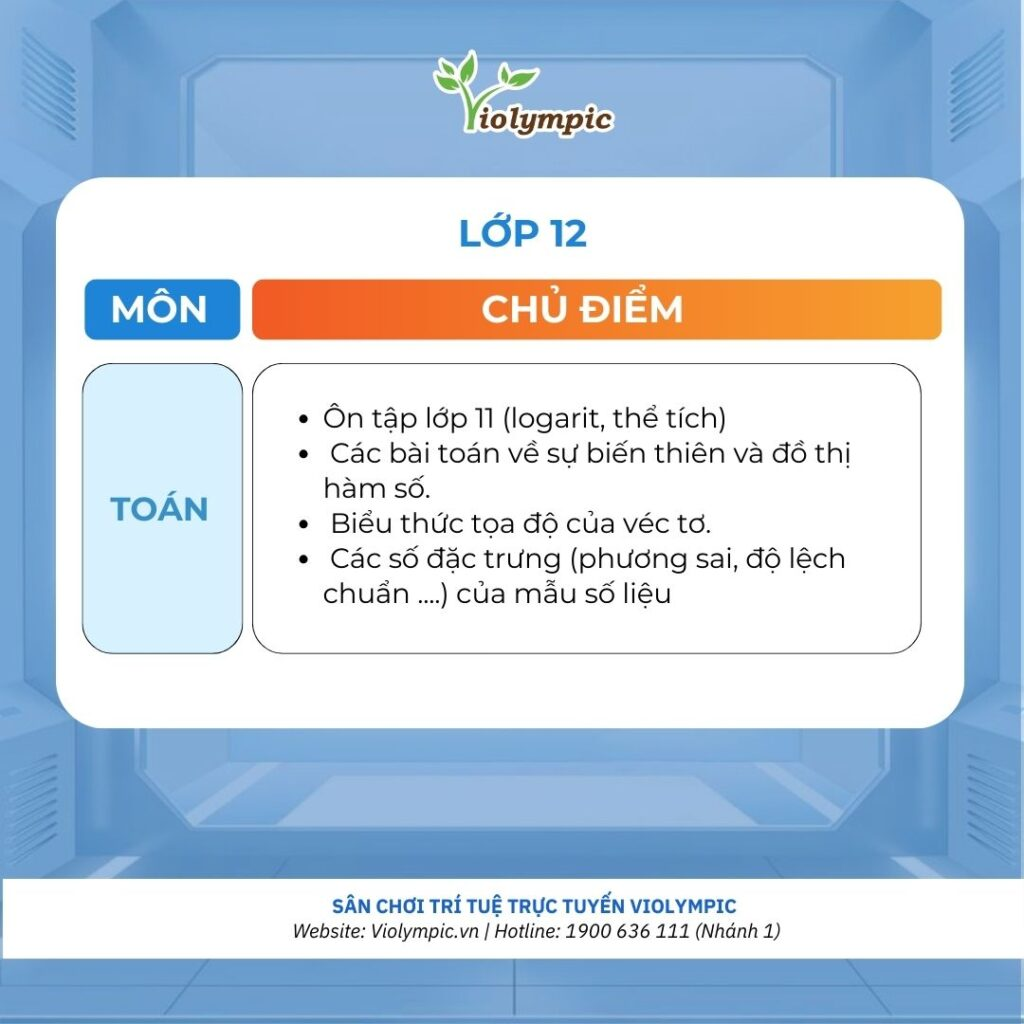 Violympic
LỚP 12
MÔN
CHỦ ĐIỂM
TOÁN
• Ôn tập lớp 11 (logarit, thể tích)
• Các bài toán về sự biến thiên và đồ thị
hàm số.
• Biểu thức tọa độ của véc tơ.
• Các số đặc trưng (phương sai, độ lệch
chuẩn ....) của mẫu số liệu
SÂN CHƠI TRÍ TUỆ TRỰC TUYẾN VIOLYMPIC
Website: Violympic.vn | Hotline: 1900 636 111 (Nhánh 1)